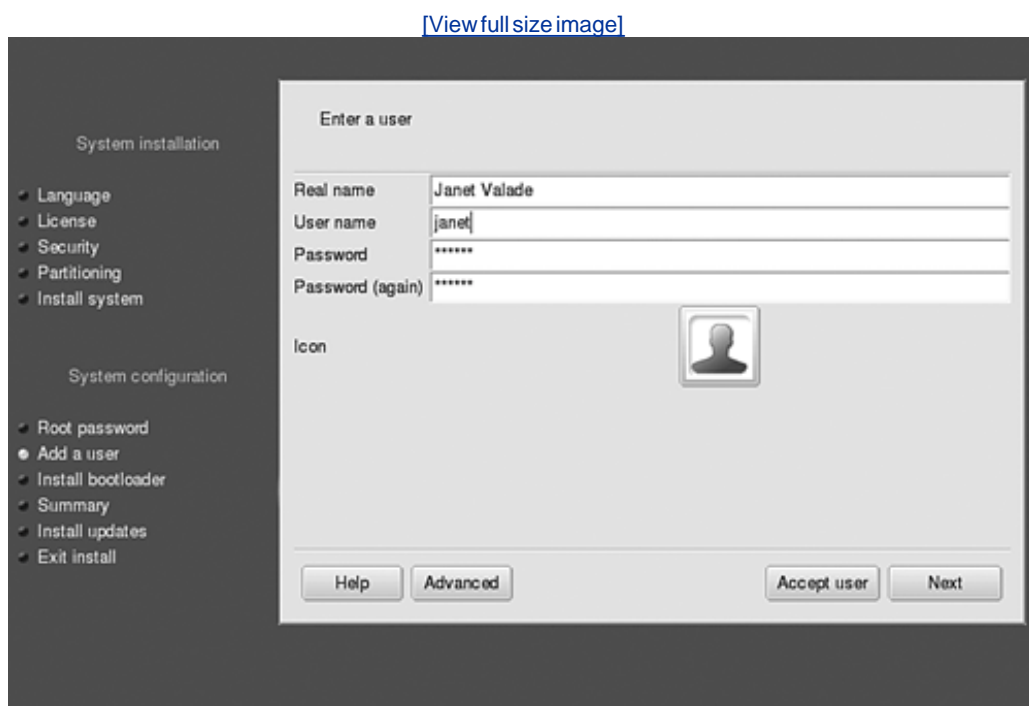 [View full size image]
System installation
Language
License
Security
Partitioning
Install system
System configuration
Root password
Add a user
Install bootloader
Summary
Install updates
Exit install
Enter a user
Real name Janet Valade
User name janet
Password ******
Password (again) ******
Icon
Help Advanced Accept user Next